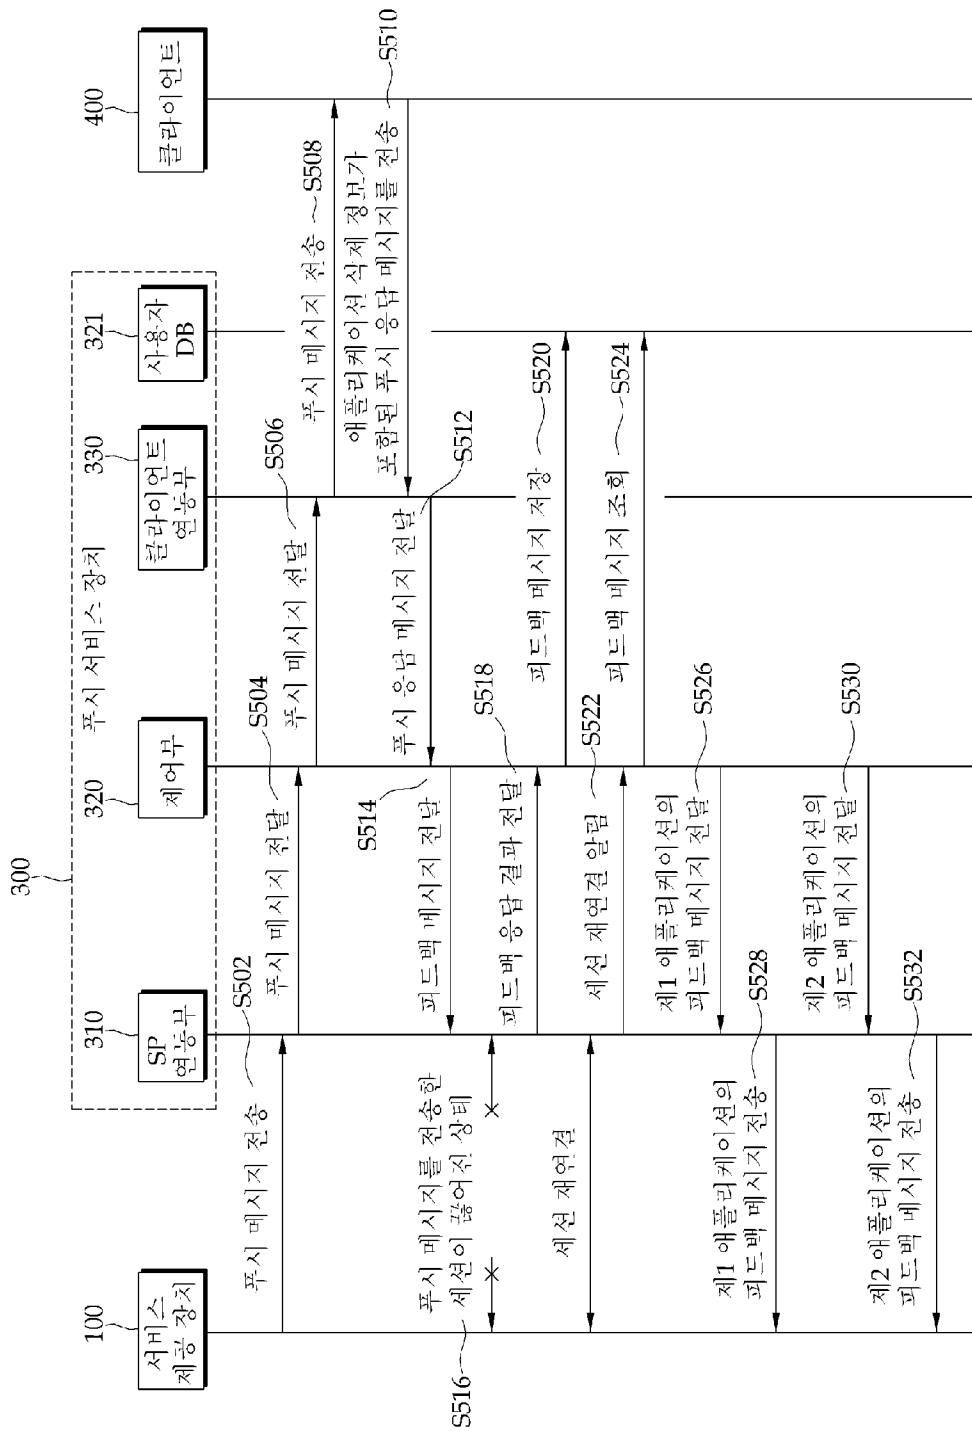 300
푸시 서비스 장치
100
310
320
330
321
400
서비스
제공 장치
SP
연동부
제어부
클라이언트
연동부
사용자
DB
클라이언트
푸시 메시지 전송
S502
푸시 메시지 전달
S504
푸시 메시지 전달
S506
푸시 메시지 전송
S508
애플리케이션 삭제 정보가
포함된 푸시 응답 메시지를 전송
S510
푸시 응답 메시지 전달
S512
S514
피드백 메시지 전달
푸시 메시지를 전송한
세션이 끊어진 상태
S516
피드백 응답 결과 전달
S518
피드백 메시지 저장
S520
세션 재연결
세션 재연결 알림
S522
피드백 메시지 조회
S524
제1 애플리케이션의
피드백 메시지 전달
S526
제1 애플리케이션의
피드백 메시지 전송
S528
제2 애플리케이션의
피드백 메시지 전달
S530
제2 애플리케이션의
피드백 메시지 전송
S532